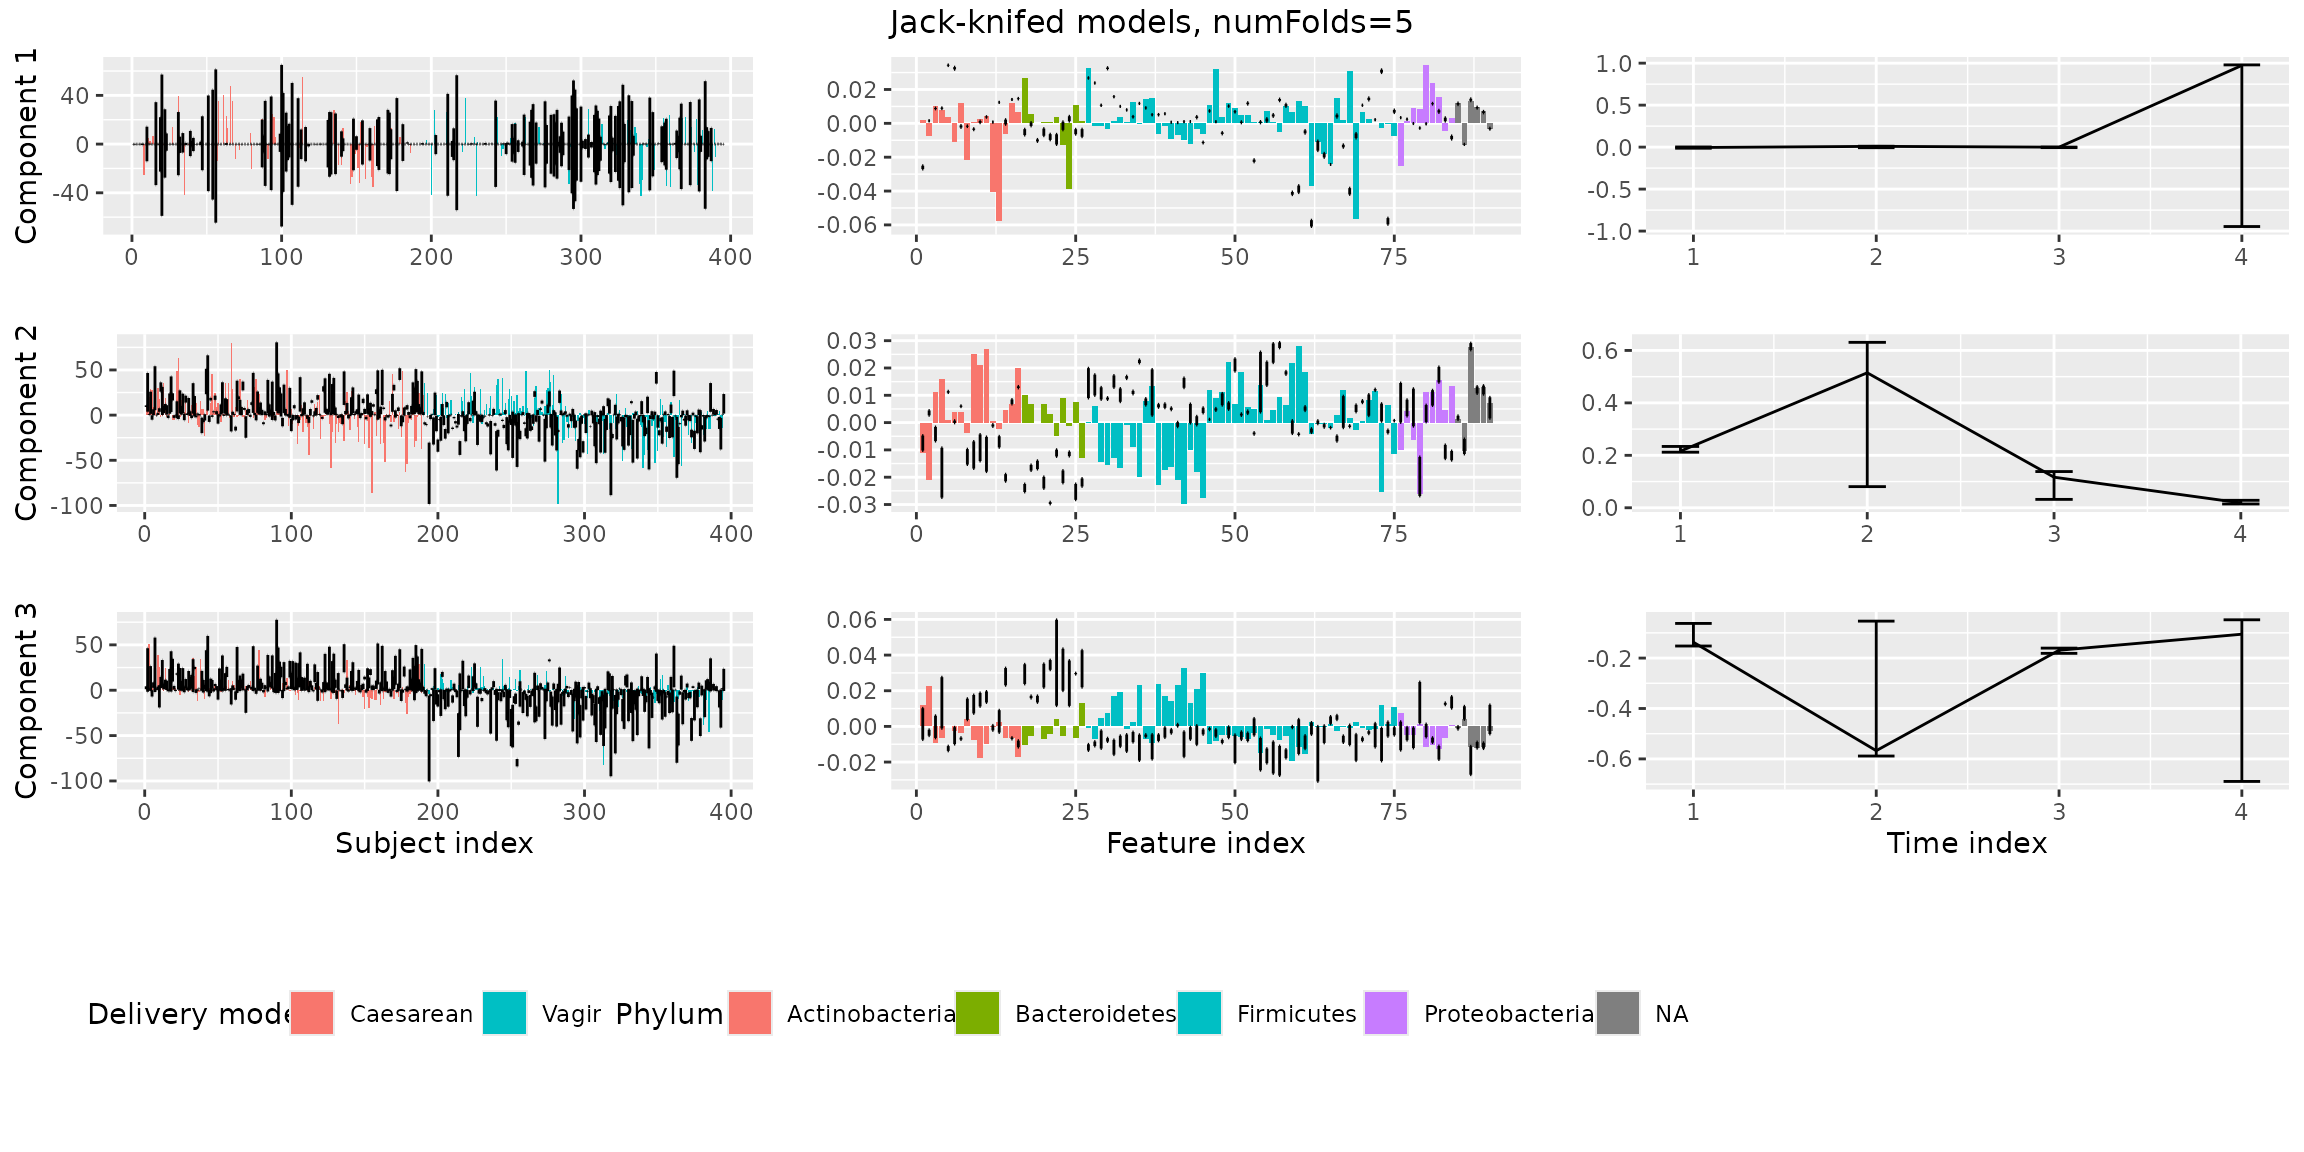 Jack-knifed models, numFolds=5
Component 1
40
0
-40
0 100 200 300 400
0.02
0.00
-0.02
-0.04
-0.06
0 25 50 75
1.0
0.5
0.0
-0.5
-1.0
1 2 3 4
Component 2
50
0
-50
-100
0 100 200 300 400
0.03
0.02
0.01
0.00
-0.01
-0.02
-0.03
0 25 50 75
0.6
0.4
0.2
0.0
1 2 3 4
Component 3
50
0
-50
-100
0 100 200 300 400
Subject index
0.06
0.04
0.02
0.00
-0.02
0 25 50 75
Feature index
-0.2
-0.4
-0.6
1 2 3 4
Time index
Delivery mode Caesarean Vagir Phylum Actinobacteria Bacteroidetes Firmicutes Proteobacteria NA